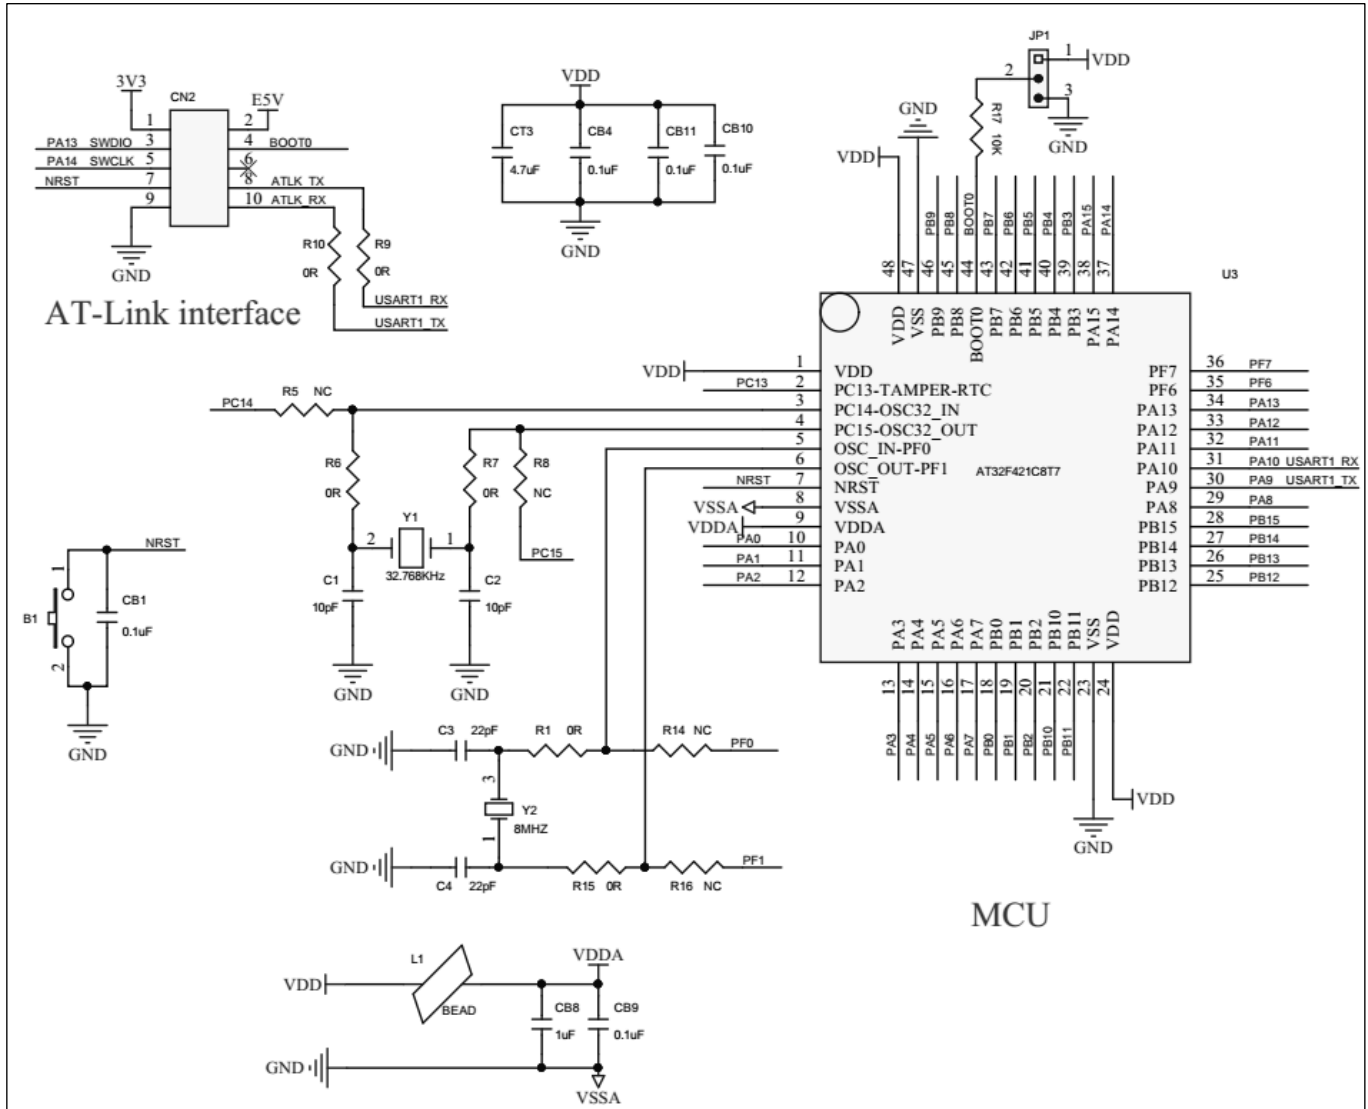 JP1
1 VDD
2
3
GND
R17 10K
3V3
CN2
E5V
1 2
PA13 SWDIO 3 4 BOOT0
PA14 SWCLK 5 6
NRST 7 8 ATLK_TX
9 10 ATLK_RX
GND
R10 0R
R9 0R
USART1_RX
USART1_TX
AT-Link interface
VDD
CT3 4.7uF
CB4 0.1uF
CB11 0.1uF
CB10 0.1uF
GND
GND
VDD
PB9
PB8
BOOT0
PB7
PB6
PB5
PB4
PB3
PA15
PA14
48 47 46 45 44 43 42 41 40 39 38 37
U3
VDD VSS PB9 PB8 BOOT0 PB7 PB6 PB5 PB4 PB3 PA15 PA14
VDD 1 VDD
PC13 2 PC13-TAMPER-RTC
3 PC14-OSC32_IN
4 PC15-OSC32_OUT
5 OSC_IN-PF0
6 OSC_OUT-PF1
NRST 7 NRST
VSSA 8 VSSA
VDDA 9 VDDA
PA0 10 PA0
PA1 11 PA1
PA2 12 PA2
AT32F421C8T7
PF7 36 PF7
PF6 35 PF6
PA13 34 PA13
PA12 33 PA12
PA11 32 PA11
PA10 31 PA10 USART1_RX
PA9 30 PA9 USART1_TX
PA8 29 PA8
PB15 28 PB15
PB14 27 PB14
PB13 26 PB13
PB12 25 PB12
PA3 PA4 PA5 PA6 PA7 PB0 PB1 PB2 PB10 PB11 VSS VDD
13 14 15 16 17 18 19 20 21 22 23 24
PA3 PA4 PA5 PA6 PA7 PB0 PB1 PB2 PB10 PB11
VDD
GND
MCU
PC14 R5 NC
R6 0R
R7 0R
R8 NC
PC15
2 Y1 1
32.768KHz
C1 10pF
C2 10pF
GND
GND
NRST
1
B1
2
CB1 0.1uF
GND
GND C3 22pF R1 0R R14 NC PF0
3
Y2
8MHZ
1
GND C4 22pF R15 0R R16 NC PF1
VDD L1 BEAD VDDA
CB8 1uF
CB9 0.1uF
GND
VSSA